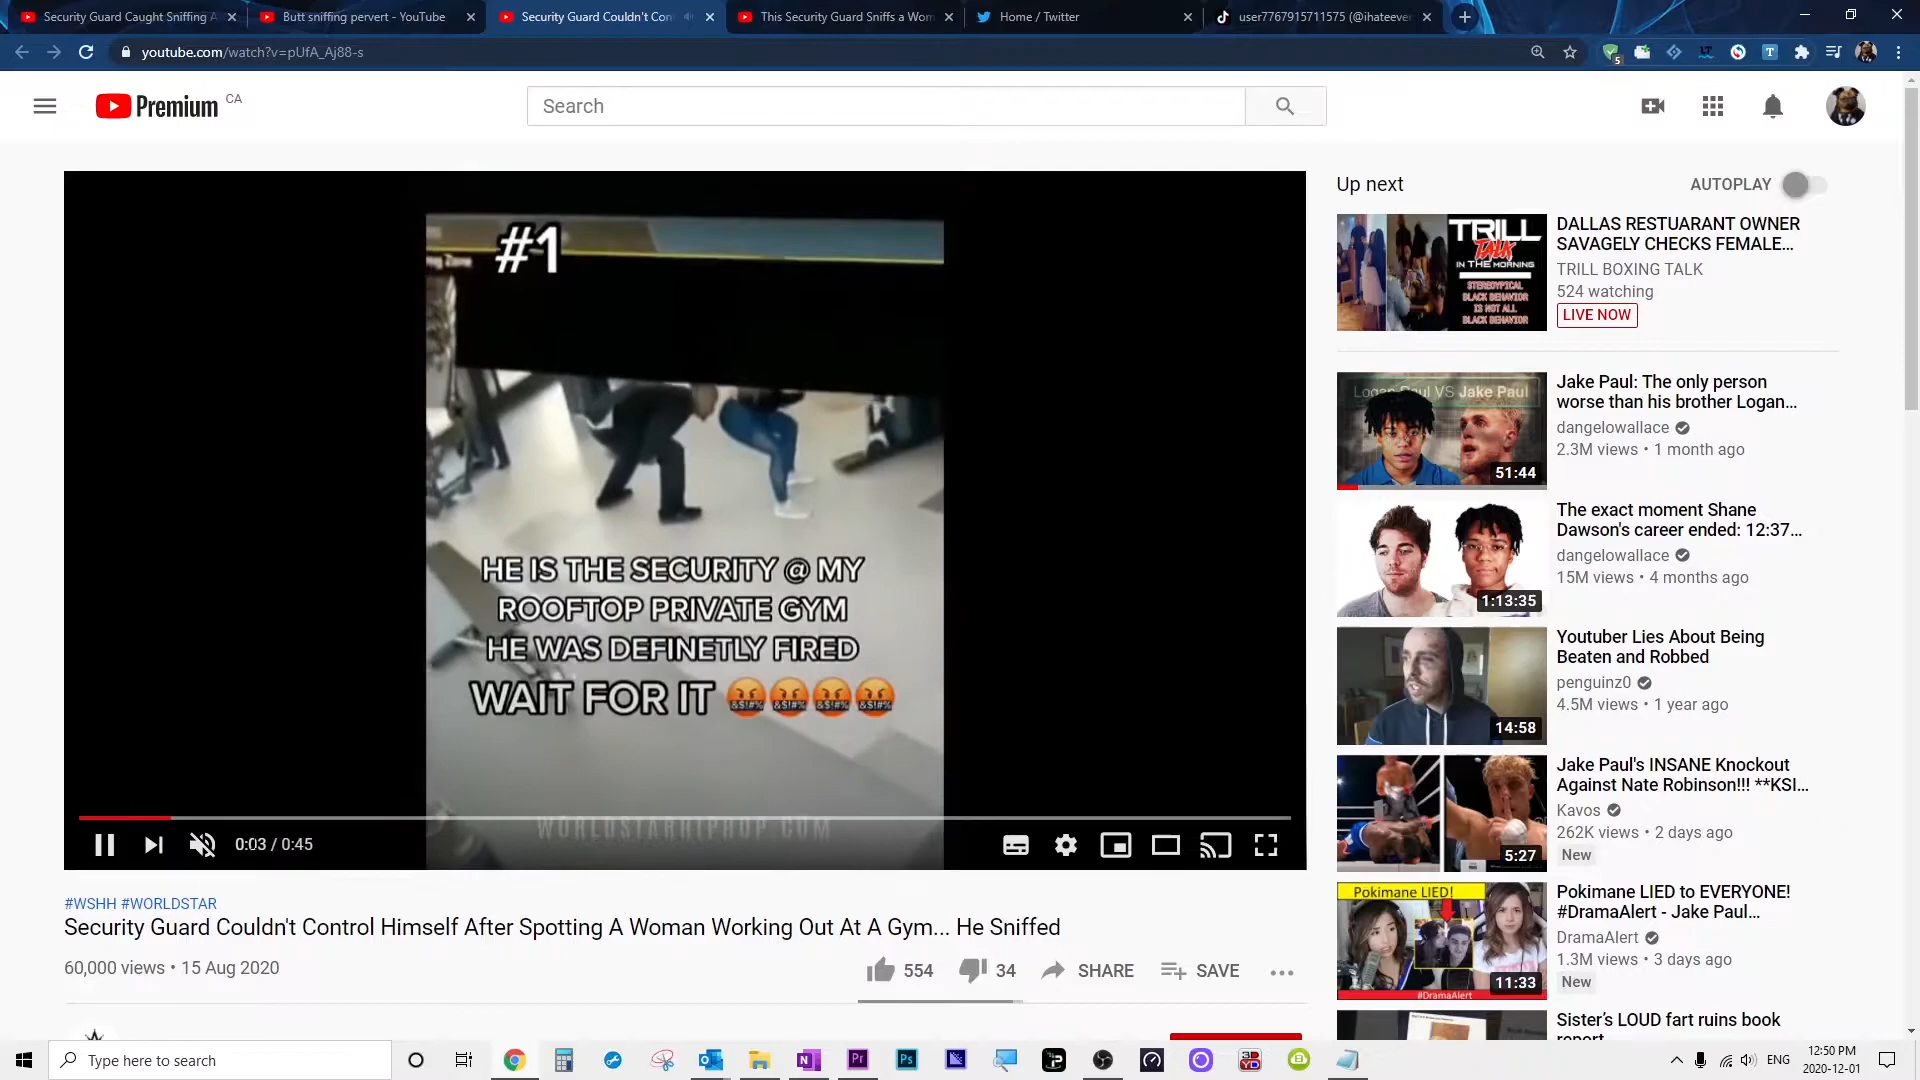 Security Guard Caught Sniffing A
Butt sniffing pervert - YouTube
Security Guard Couldn't Con
This Security Guard Sniffs a Wom
Home / Twitter
user7767915711575 (@ihateever
youtube.com/watch?v=pUfA_Aj88-s
5
Premium CA
Search
#1
HE IS THE SECURITY @ MY
ROOFTOP PRIVATE GYM
HE WAS DEFINETLY FIRED
WAIT FOR IT
WORLDSTARHIPHOP.COM
0:03 / 0:45
#WSHH #WORLDSTAR
Security Guard Couldn't Control Himself After Spotting A Woman Working Out At A Gym... He Sniffed
60,000 views • 15 Aug 2020
554
34
SHARE
SAVE
Up next
AUTOPLAY
TRILL
TALK
IN THE MORNING
STEREOTYPICAL
BLACK BEHAVIOR
IS NOT ALL
BLACK BEHAVIOR
DALLAS RESTUARANT OWNER
SAVAGELY CHECKS FEMALE...
TRILL BOXING TALK
524 watching
LIVE NOW
Logan Paul VS Jake Paul
51:44
Jake Paul: The only person
worse than his brother Logan...
dangelowallace
2.3M views • 1 month ago
1:13:35
The exact moment Shane
Dawson's career ended: 12:37...
dangelowallace
15M views • 4 months ago
14:58
Youtuber Lies About Being
Beaten and Robbed
penguinz0
4.5M views • 1 year ago
5:27
Jake Paul's INSANE Knockout
Against Nate Robinson!!! **KSI...
Kavos
262K views • 2 days ago
New
Pokimane LIED!
#DramaAlert
11:33
Pokimane LIED to EVERYONE!
#DramaAlert - Jake Paul...
DramaAlert
1.3M views • 3 days ago
New
Sister's LOUD fart ruins book
report
Type here to search
ENG
12:50 PM
2020-12-01